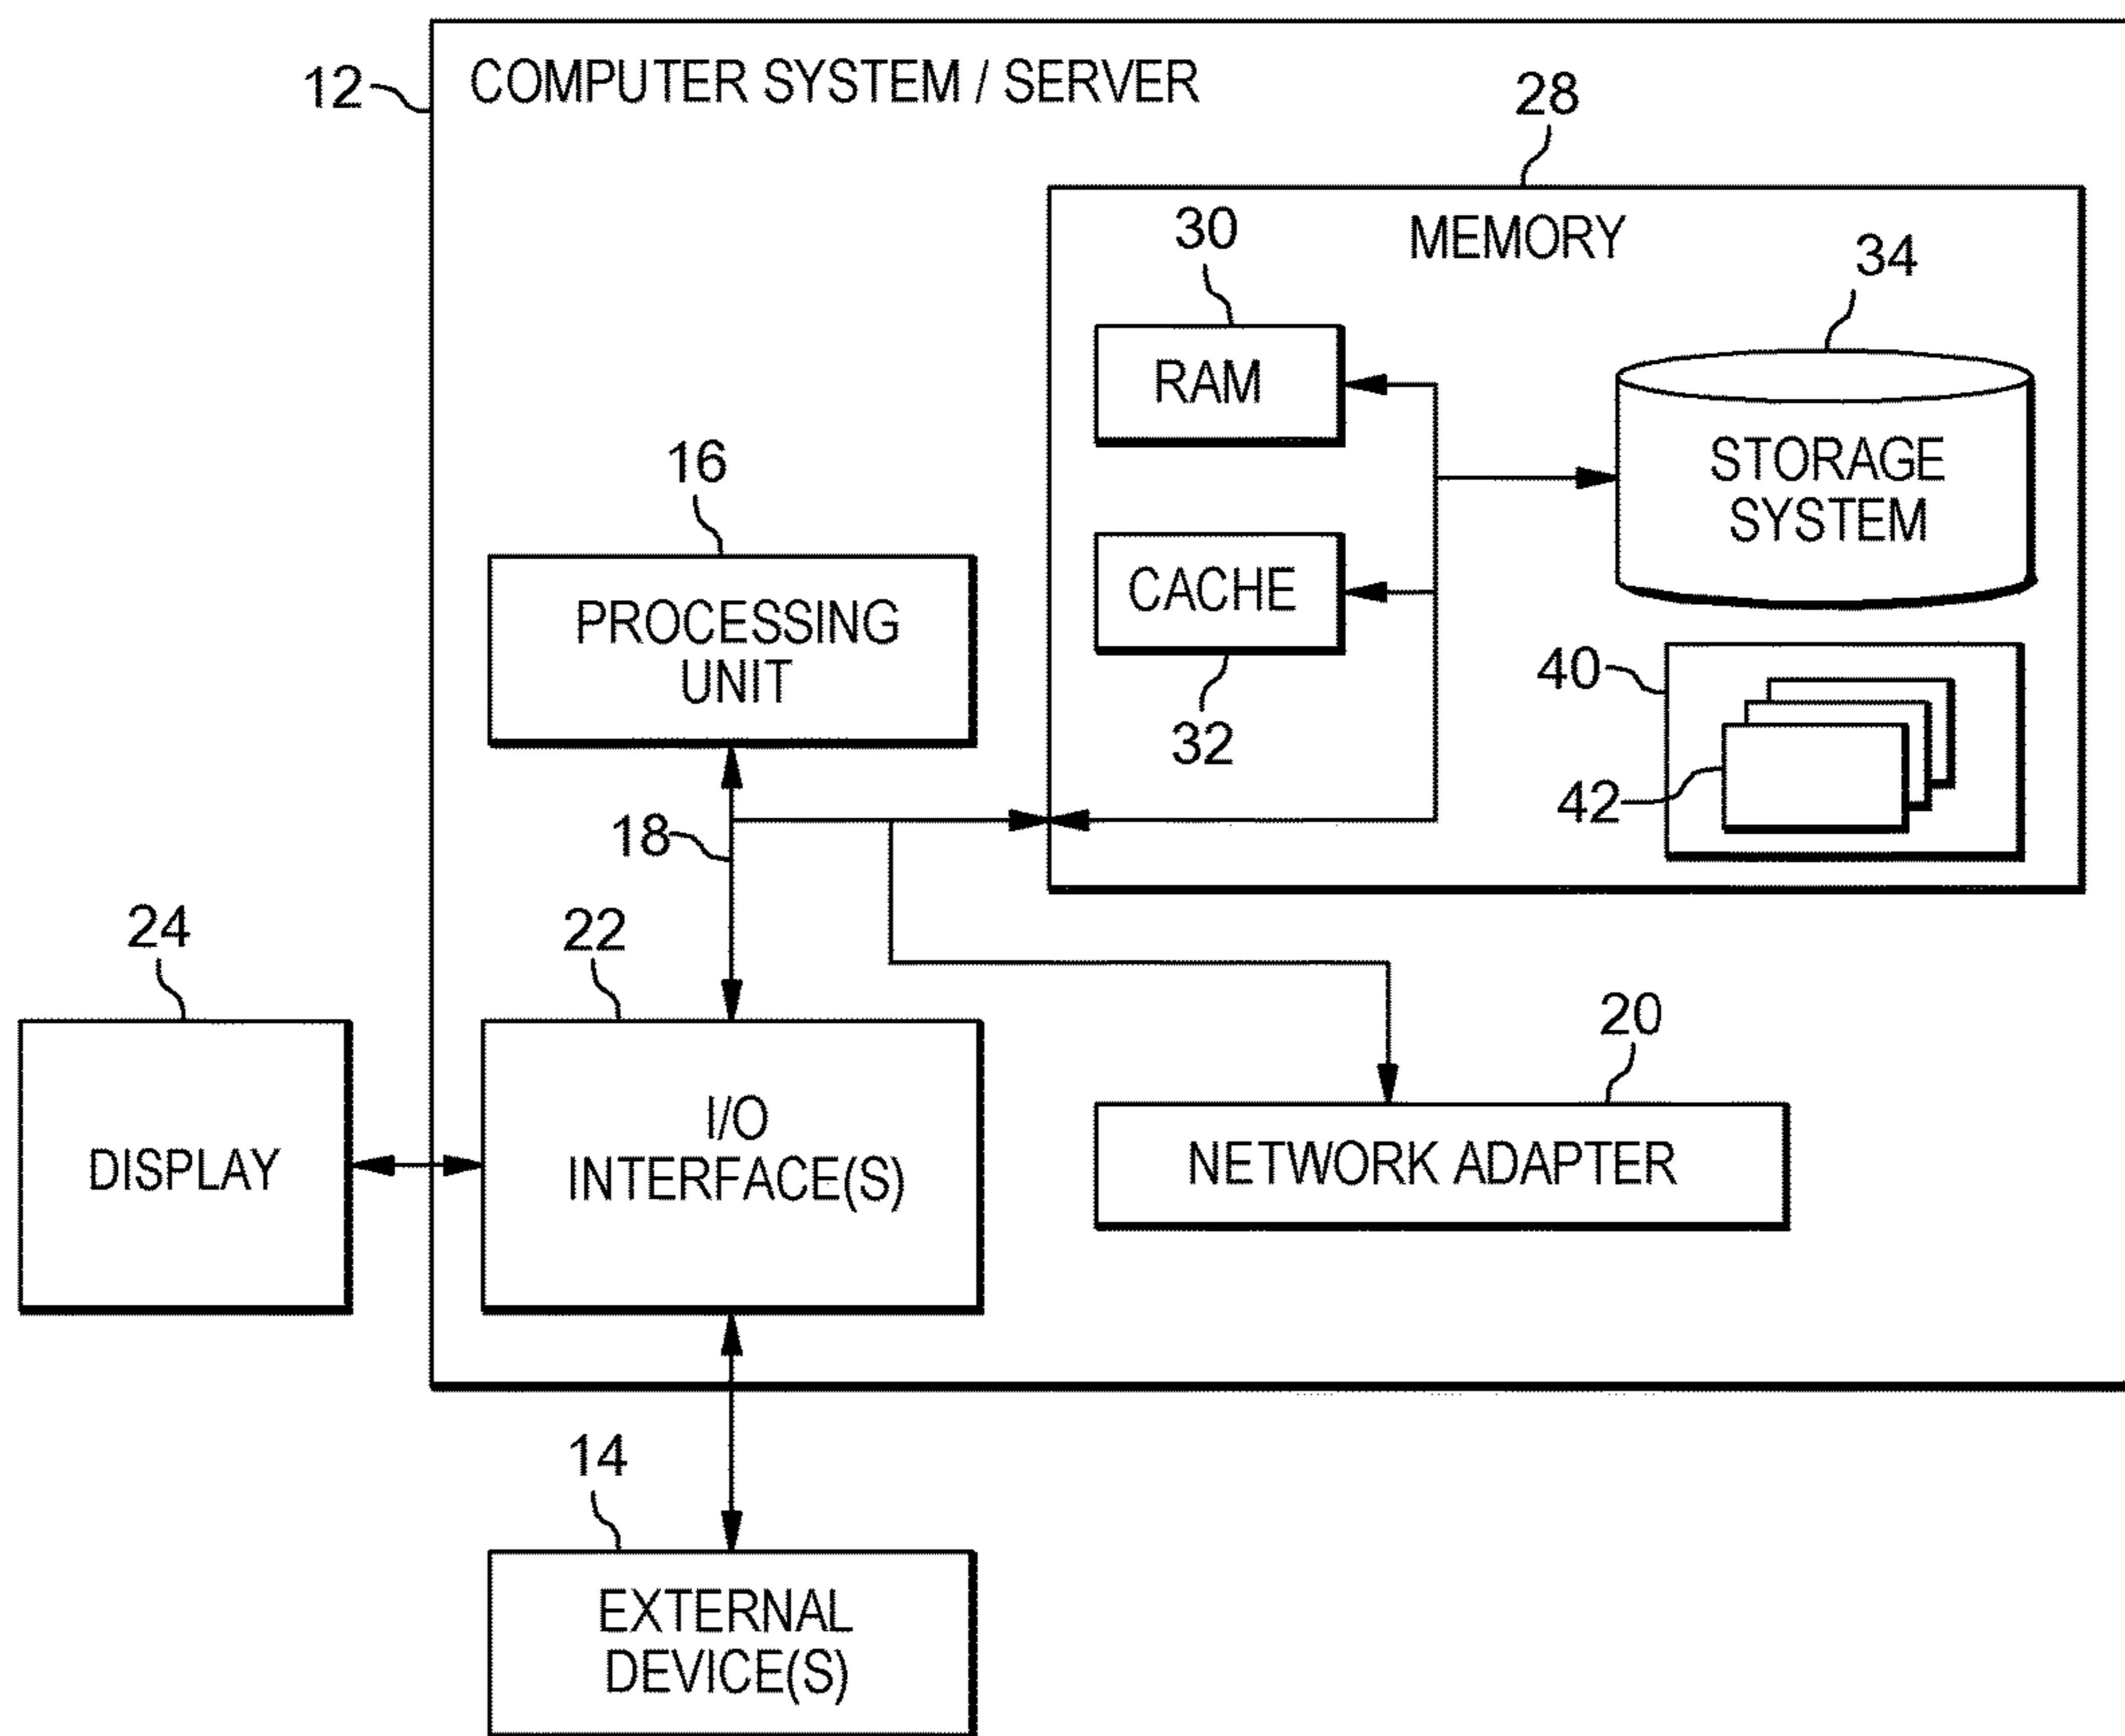 12
COMPUTER SYSTEM / SERVER
28
MEMORY
30
34
RAM
STORAGE
SYSTEM
16
PROCESSING
UNIT
CACHE
32
40
42
18
24
22
20
DISPLAY
I/O
INTERFACE(S)
NETWORK ADAPTER
14
EXTERNAL
DEVICE(S)